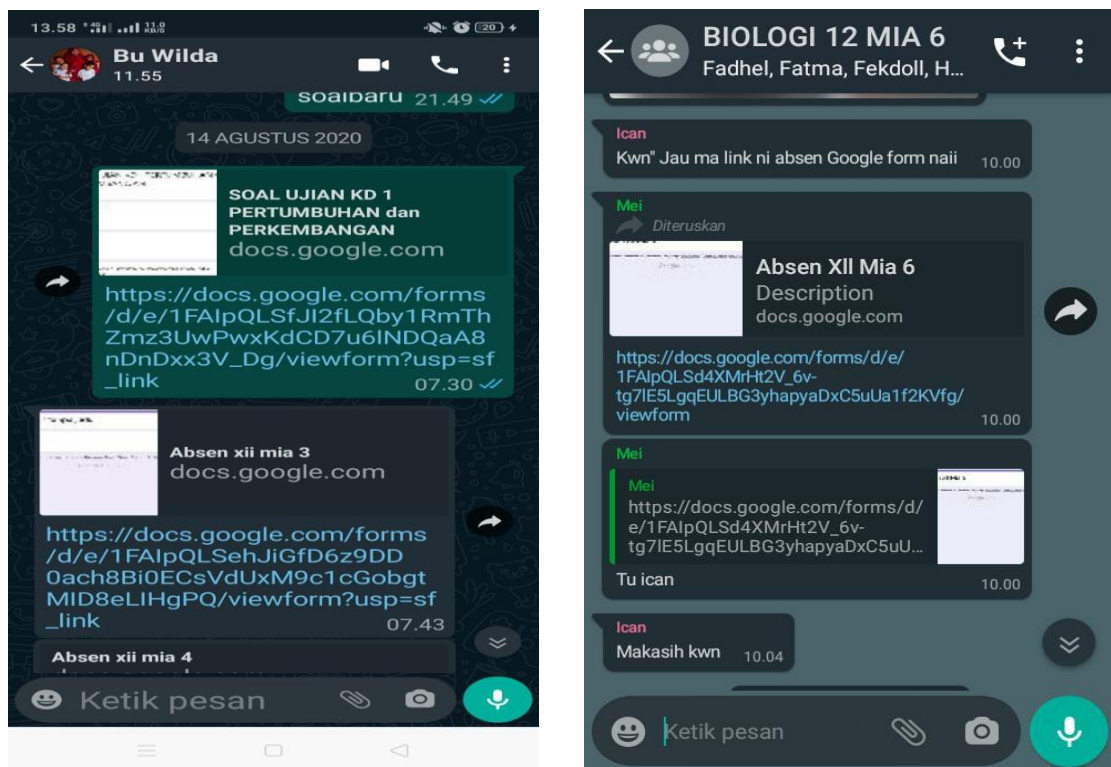 13.58
11.0
KB/s
20
Bu Wilda
11.55
soalbaru 21.49
14 AGUSTUS 2020
SOAL UJIAN KD 1
PERTUMBUHAN dan
PERKEMBANGAN
docs.google.com
https://docs.google.com/forms
/d/e/1FAIpQLSfJI2fLQby1RmTh
Zmz3UwPwxKdCD7u6lNDQaA8
nDnDxx3V_Dg/viewform?usp=sf
_link
07.30
Absen xii mia 3
docs.google.com
https://docs.google.com/forms
/d/e/1FAIpQLSehJiGfD6z9DD
0ach8Bi0ECsVdUxM9c1cGobgt
MID8eLIHgPQ/viewform?usp=sf
_link
07.43
Absen xii mia 4
Ketik pesan
BIOLOGI 12 MIA 6
Fadhel, Fatma, Fekdoll, H...
Ican
Kwn" Jau ma link ni absen Google form naii 10.00
Mei
Diteruskan
Absen Xll Mia 6
Description
docs.google.com
https://docs.google.com/forms/d/e/
1FAIpQLSd4XMrHt2V_6v-
tg7lE5LgqEULBG3yhapyaDxC5uUa1f2KVfg/
viewform
10.00
Mei
Mei
https://docs.google.com/forms/d/
e/1FAIpQLSd4XMrHt2V_6v-
tg7lE5LgqEULBG3yhapyaDxC5uU...
Tu ican
10.00
Ican
Makasih kwn 10.04
Ketik pesan